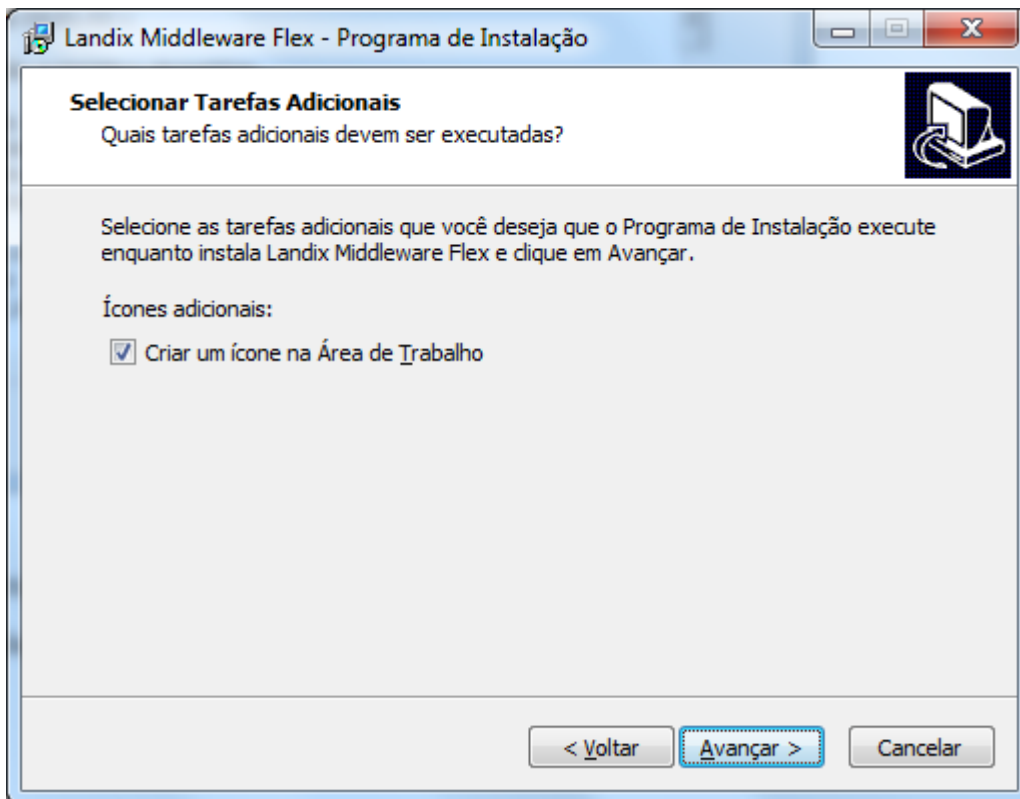 Landix Middleware Flex - Programa de Instalação
Selecionar Tarefas Adicionais
Quais tarefas adicionais devem ser executadas?
Selecione as tarefas adicionais que você deseja que o Programa de Instalação execute
enquanto instala Landix Middleware Flex e clique em Avançar.
Ícones adicionais:
Criar um ícone na Área de Trabalho
< Voltar
Avançar >
Cancelar